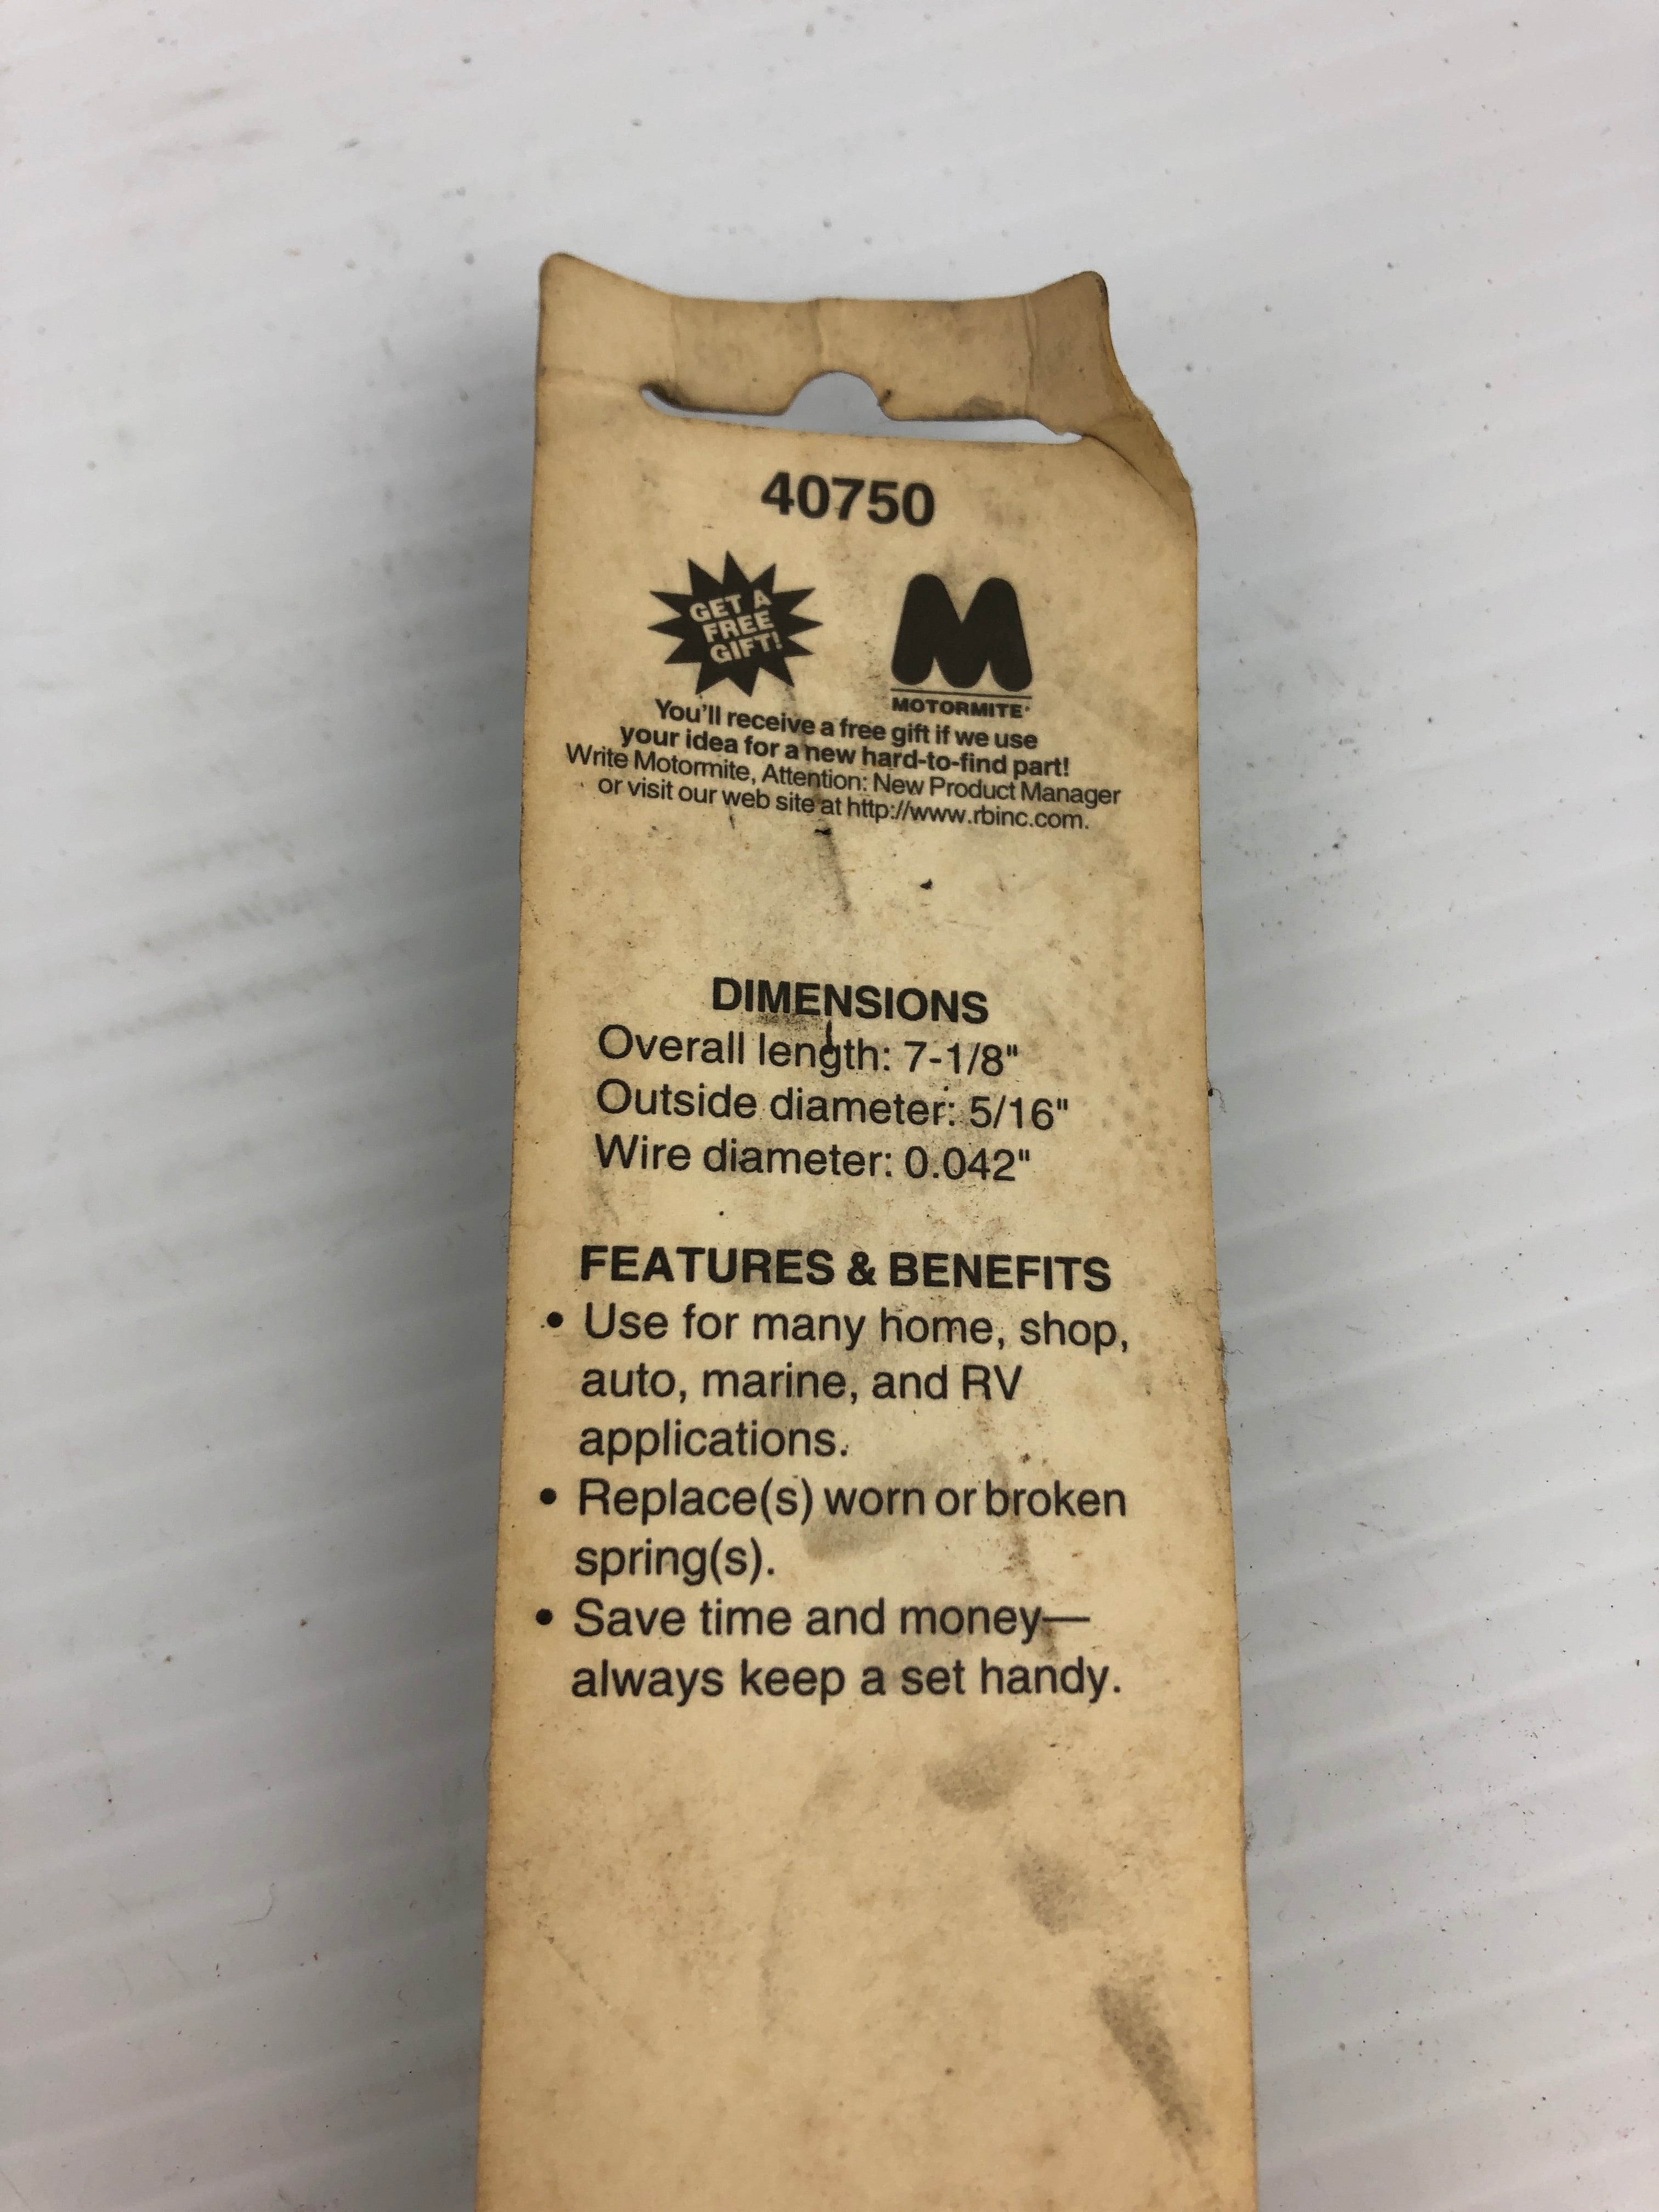 40750
GET A
FREE
GIFT!
MOTORMITE
You'll receive a free gift if we use
your idea for a new hard-to-find part!
Write Motormite, Attention: New Product Manager
or visit our web site at http://www.rbinc.com.
DIMENSIONS
Overall length: 7-1/8"
Outside diameter: 5/16"
Wire diameter: 0.042"
FEATURES & BENEFITS
• Use for many home, shop,
auto, marine, and RV
applications.
• Replace(s) worn or broken
spring(s).
• Save time and money—
always keep a set handy.